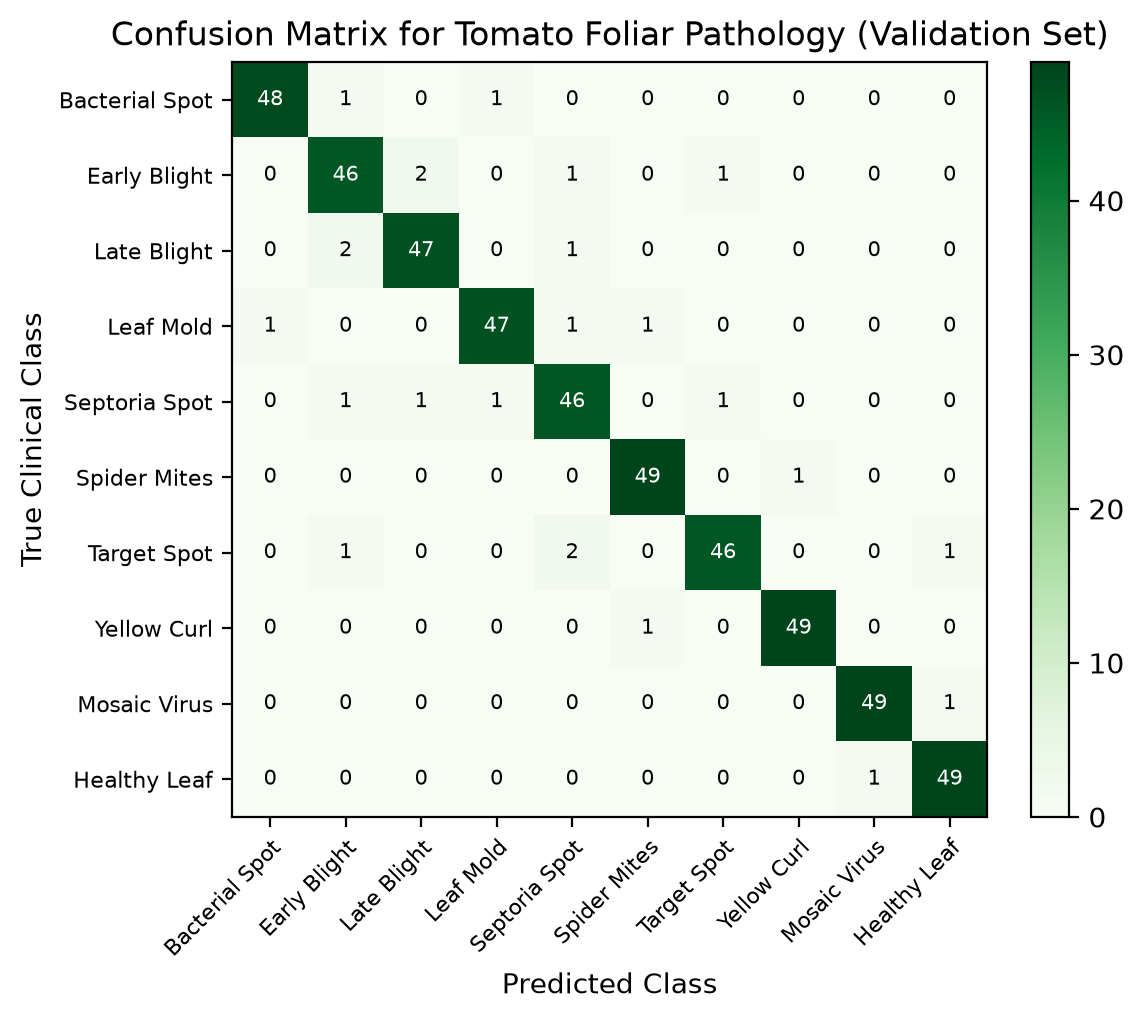 Confusion Matrix for Tomato Foliar Pathology (Validation Set)
True Clinical Class
Bacterial Spot 48 1 0 1 0 0 0 0 0 0
Early Blight 0 46 2 0 1 0 1 0 0 0
Late Blight 0 2 47 0 1 0 0 0 0 0
Leaf Mold 1 0 0 47 1 1 0 0 0 0
Septoria Spot 0 1 1 1 46 0 1 0 0 0
Spider Mites 0 0 0 0 0 49 0 1 0 0
Target Spot 0 1 0 0 2 0 46 0 0 1
Yellow Curl 0 0 0 0 0 1 0 49 0 0
Mosaic Virus 0 0 0 0 0 0 0 0 49 1
Healthy Leaf 0 0 0 0 0 0 0 0 1 49
Bacterial Spot Early Blight Late Blight Leaf Mold Septoria Spot Spider Mites Target Spot Yellow Curl Mosaic Virus Healthy Leaf
Predicted Class
40
30
20
10
0